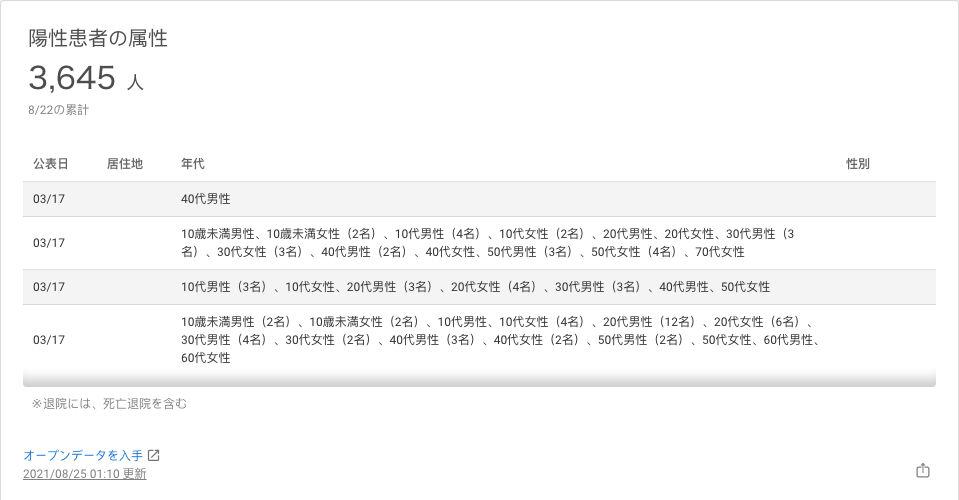 陽性患者の属性
3,645 人
8/22の累計
公表日 居住地 年代 性別
03/17 40代男性
03/17
10歳未満男性、10歳未満女性（2名）、10代男性（4名）、10代女性（2名）、20代男性、20代女性、30代男性（3
名）、30代女性（3名）、40代男性（2名）、40代女性、50代男性（3名）、50代女性（4名）、70代女性
03/17 10代男性（3名）、10代女性、20代男性（3名）、20代女性（4名）、30代男性（3名）、40代男性、50代女性
03/17
10歳未満男性（2名）、10歳未満女性（2名）、10代男性、10代女性（4名）、20代男性（12名）、20代女性（6名）、
30代男性（4名）、30代女性（2名）、40代男性（3名）、40代女性（2名）、50代男性（2名）、50代女性、60代男性、
60代女性
※退院には、死亡退院を含む
オープンデータを入手
2021/08/25 01:10 更新